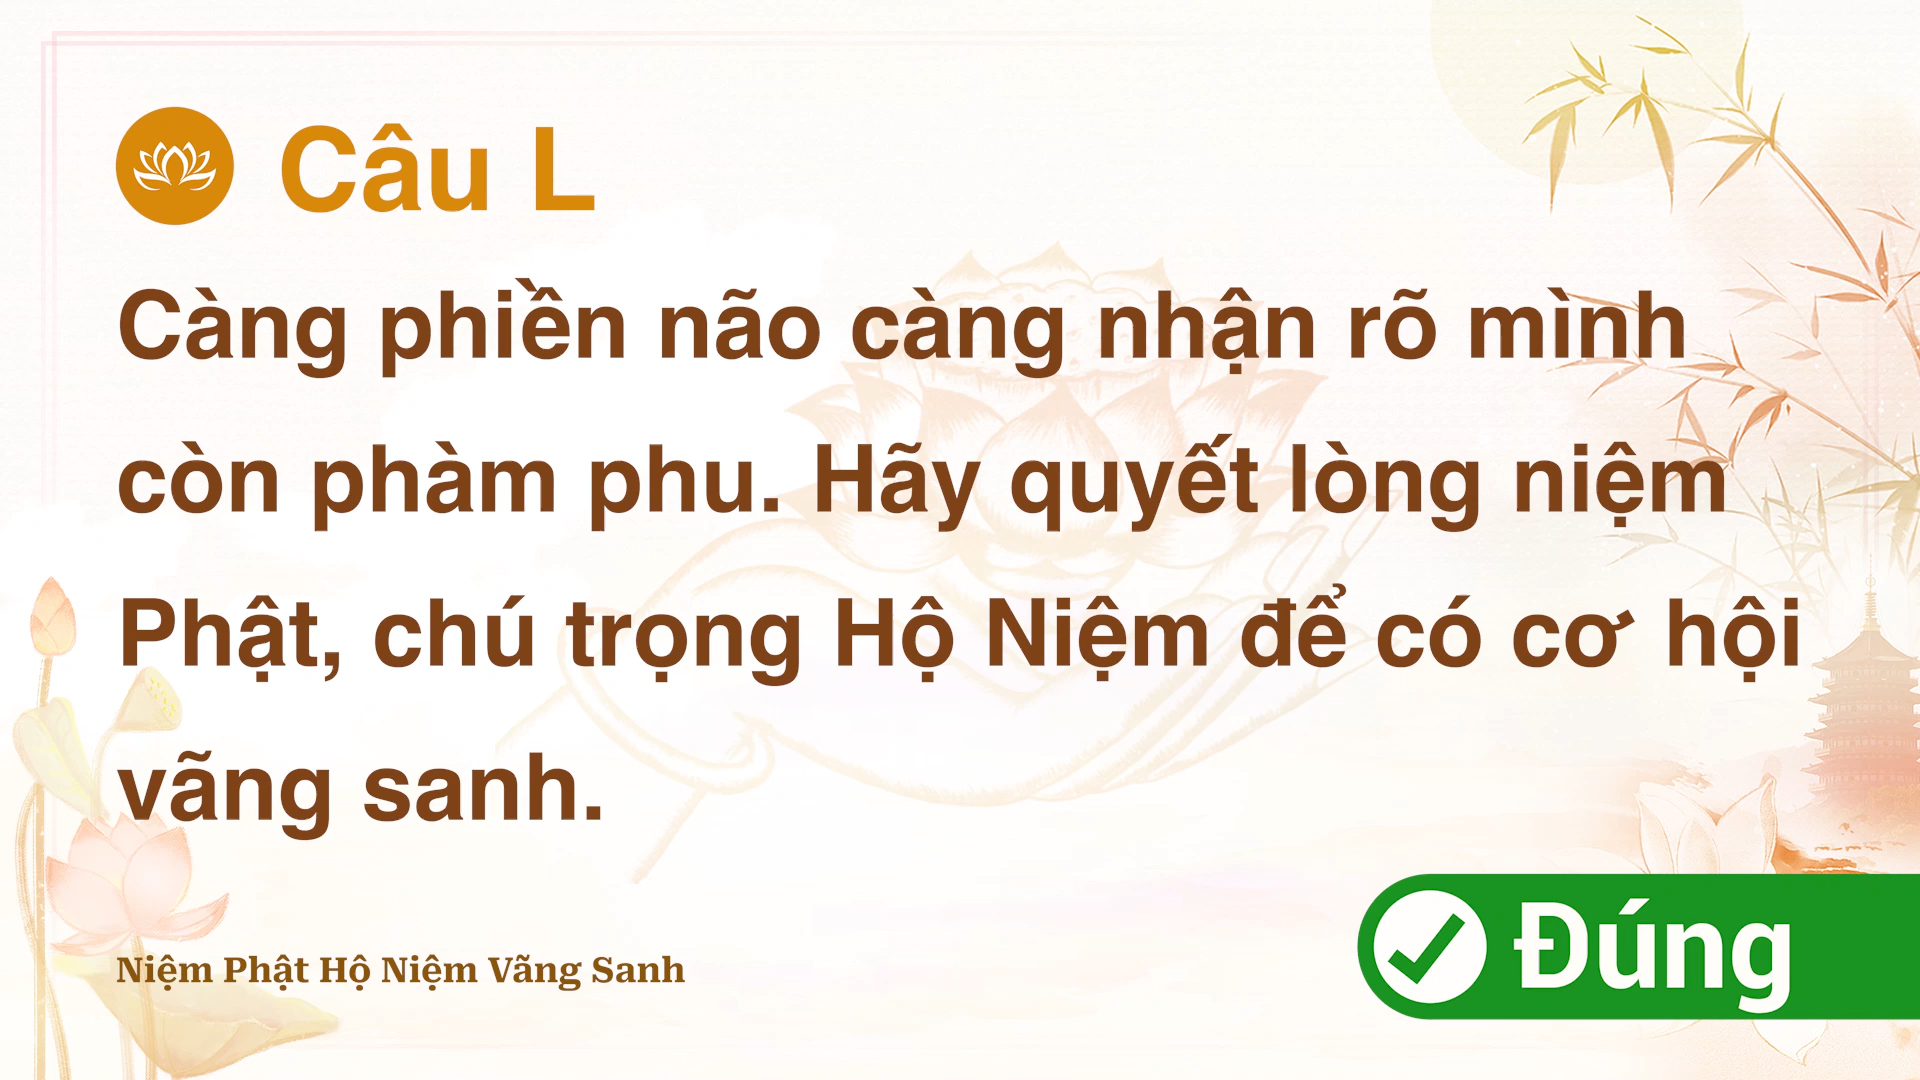 Câu L
Càng phiền não càng nhận rõ mình
còn phàm phu. Hãy quyết lòng niệm
Phật, chú trọng Hộ Niệm để có cơ hội
vãng sanh.
Niệm Phật Hộ Niệm Vãng Sanh
Đúng